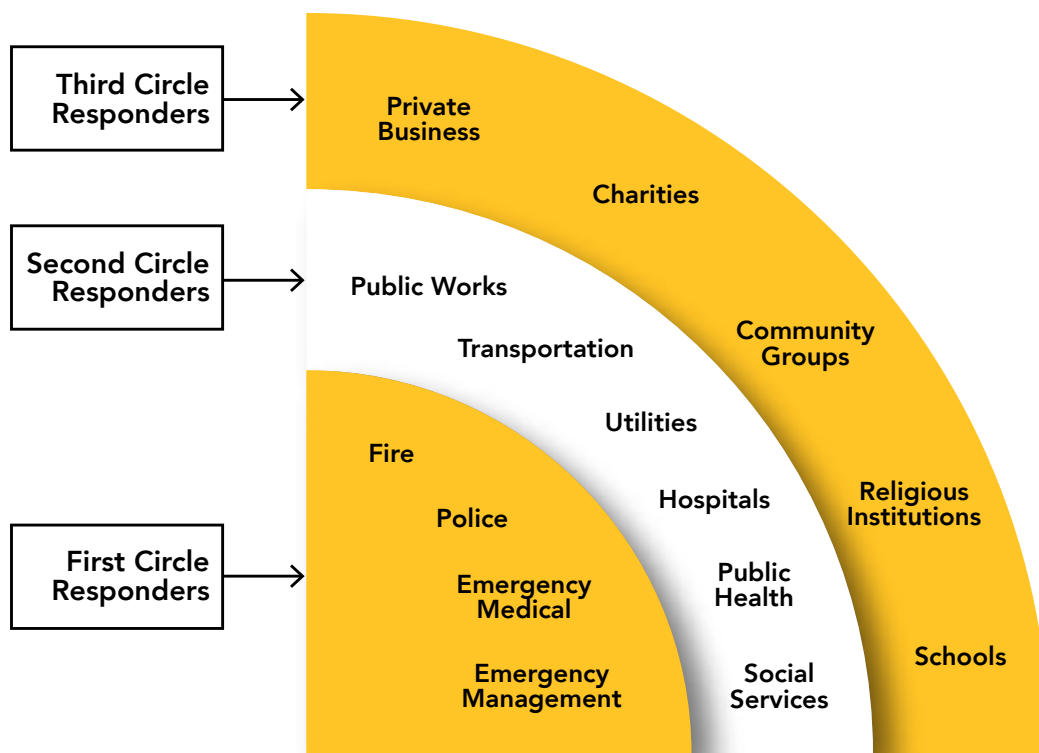 Third Circle
Responders
Private
Business
Charities
Community
Groups
Religious
Institutions
Schools
Second Circle
Responders
Public Works
Transportation
Utilities
Hospitals
Public
Health
Social
Services
First Circle
Responders
Fire
Police
Emergency
Medical
Emergency
Management